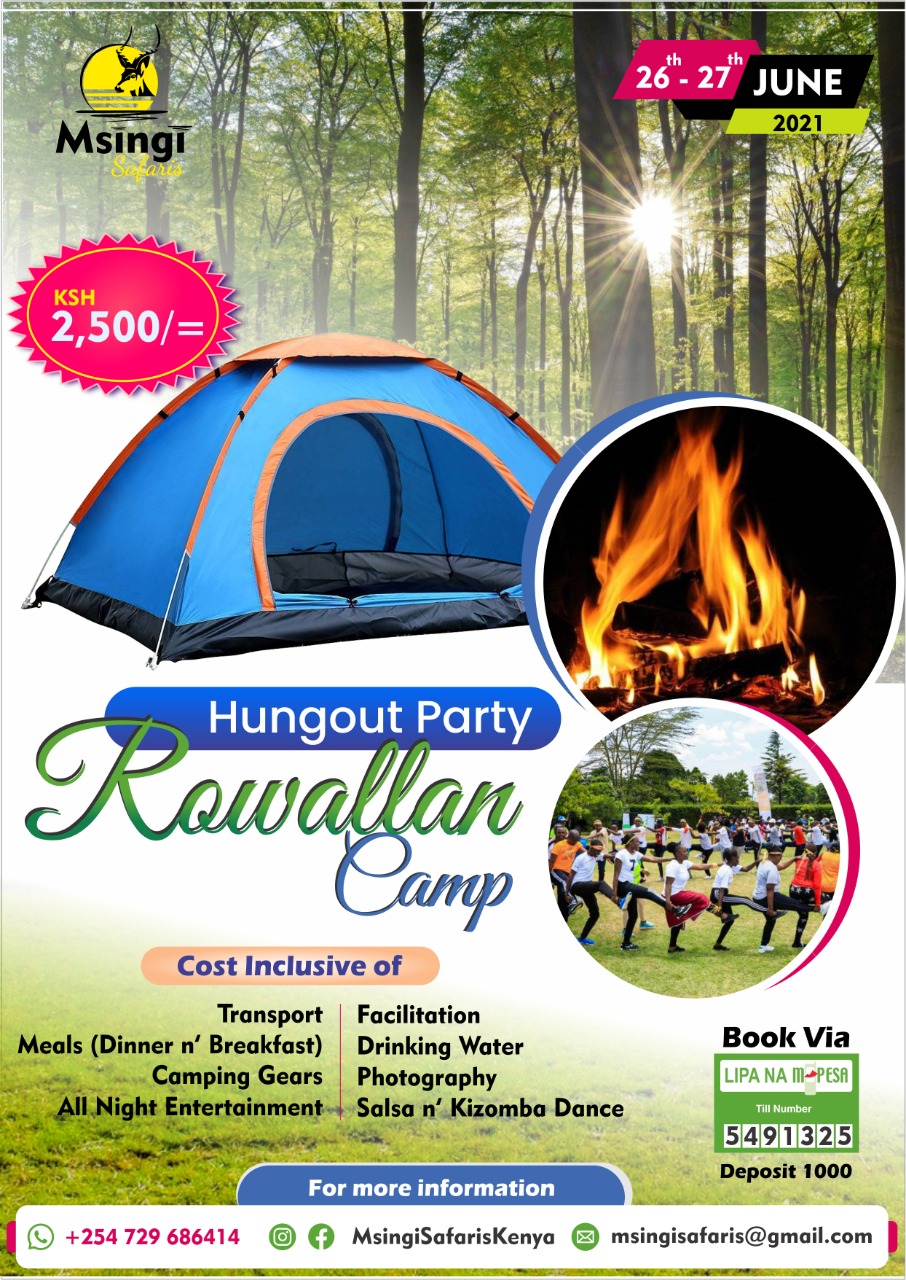 Msingi
Safaris
26th - 27th JUNE
2021
KSH
2,500/=
Hungout Party
Rowallan
Camp
Cost Inclusive of
Transport
Meals (Dinner n' Breakfast)
Camping Gears
All Night Entertainment
Facilitation
Drinking Water
Photography
Salsa n' Kizomba Dance
Book Via
LIPA NA M-PESA
Till Number
5491325
Deposit 1000
For more information
+254 729 686414
MsingiSafarisKenya
msingisafaris@gmail.com